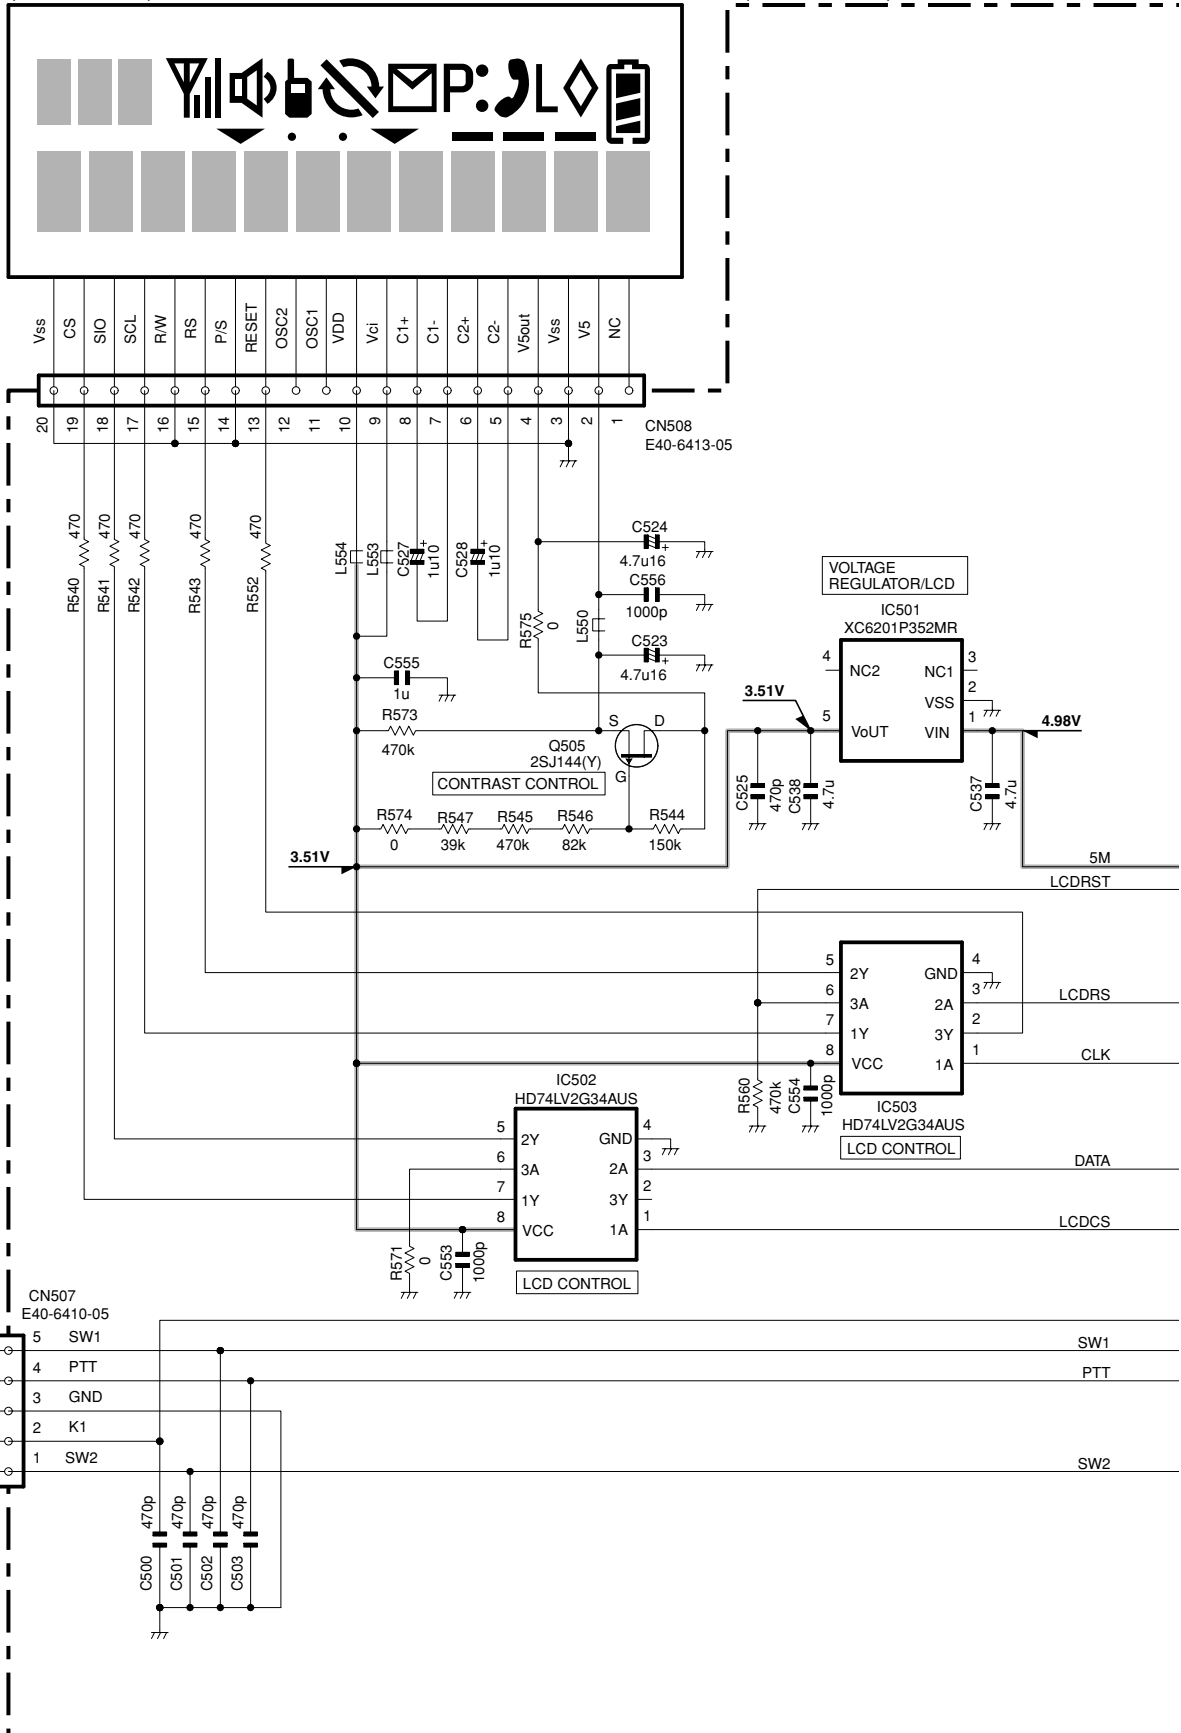 P: L
Vss CS SIO SCL R/W RS P/S RESET OSC2 OSC1 VDD Vci C1+ C1- C2+ C2- V5out Vss V5 NC
20 19 18 17 16 15 14 13 12 11 10 9 8 7 6 5 4 3 2 1
CN508
E40-6413-05
R540 470
R541 470
R542 470
R543 470
R552 470
L554
L553
C527 1u10 +
C528 1u10 +
R575 0
L550
C524
+
4.7u16
C556
1000p
C523
+
4.7u16
C555
1u
R573
470k
S D
G
Q505
2SJ144(Y)
CONTRAST CONTROL
R574
0
R547
39k
R545
470k
R546
82k
R544
150k
3.51V
VOLTAGE
REGULATOR/LCD
IC501
XC6201P352MR
4 NC2 NC1 3
VSS 2
5 VoUT VIN 1
3.51V
4.98V
C525 470p
C538 4.7u
C537 4.7u
5M
LCDRST
5 2Y GND 4
6 3A 2A 3
7 1Y 3Y 2
8 VCC 1A 1
LCDRS
CLK
R560 470k
C554 1000p
IC503
HD74LV2G34AUS
LCD CONTROL
IC502
HD74LV2G34AUS
5 2Y GND 4
6 3A 2A 3
7 1Y 3Y 2
8 VCC 1A 1
DATA
LCDCS
R571 0
C553 1000p
LCD CONTROL
CN507
E40-6410-05
5 SW1
4 PTT
3 GND
2 K1
1 SW2
SW1
PTT
SW2
C500 470p
C501 470p
C502 470p
C503 470p